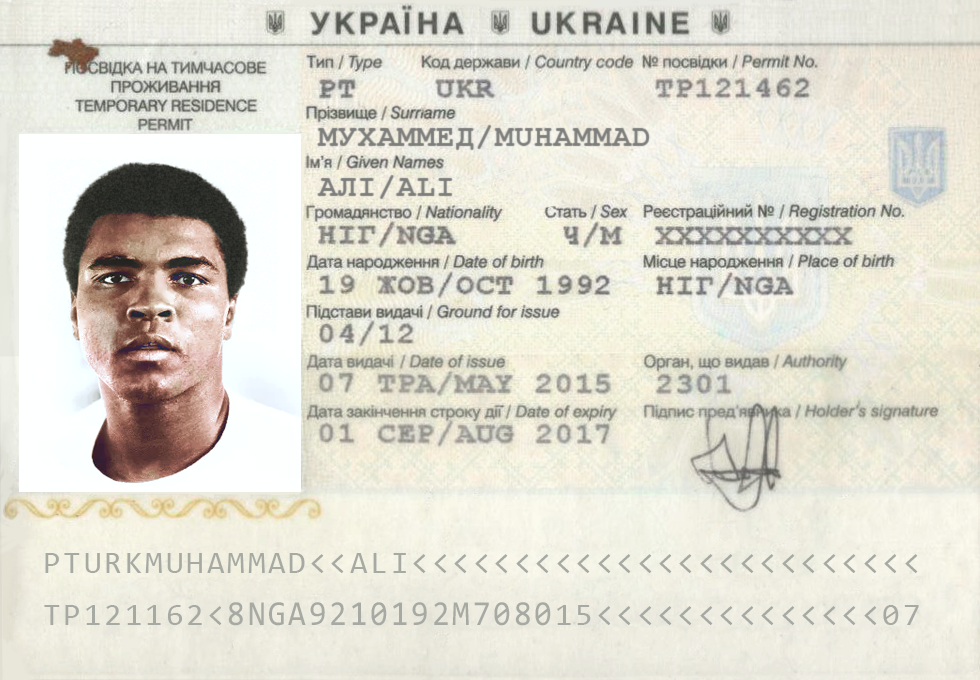 УКРАЇНА UKRAINE
ПОСВІДКА НА ТИМЧАСОВЕ
ПРОЖИВАННЯ
TEMPORARY RESIDENCE
PERMIT
Тип / Type Код держави / Country code № посвідки / Permit No.
PT UKR TP121462
Прізвище / Surname
МУХАММЕД/MUHAMMAD
Ім'я / Given Names
АЛІ/ALI
Громадянство / Nationality Стать / Sex Реєстраційний № / Registration No.
НІГ/NGA Ч/M XXXXXXXXXX
Дата народження / Date of birth Місце народження / Place of birth
19 ЖОВ/OCT 1992 НІГ/NGA
Підстави видачі / Ground for issue
04/12
Дата видачі / Date of issue Орган, що видав / Authority
07 ТРА/MAY 2015 2301
Дата закінчення строку дії / Date of expiry Підпис пред'явника / Holder's signature
01 СЕР/AUG 2017
PTURKMUHAMMAD<<ALI<<<<<<<<<<<<<<<<<<<<<<<<<
TP121162<8NGA9210192M708015<<<<<<<<<<<<<<07